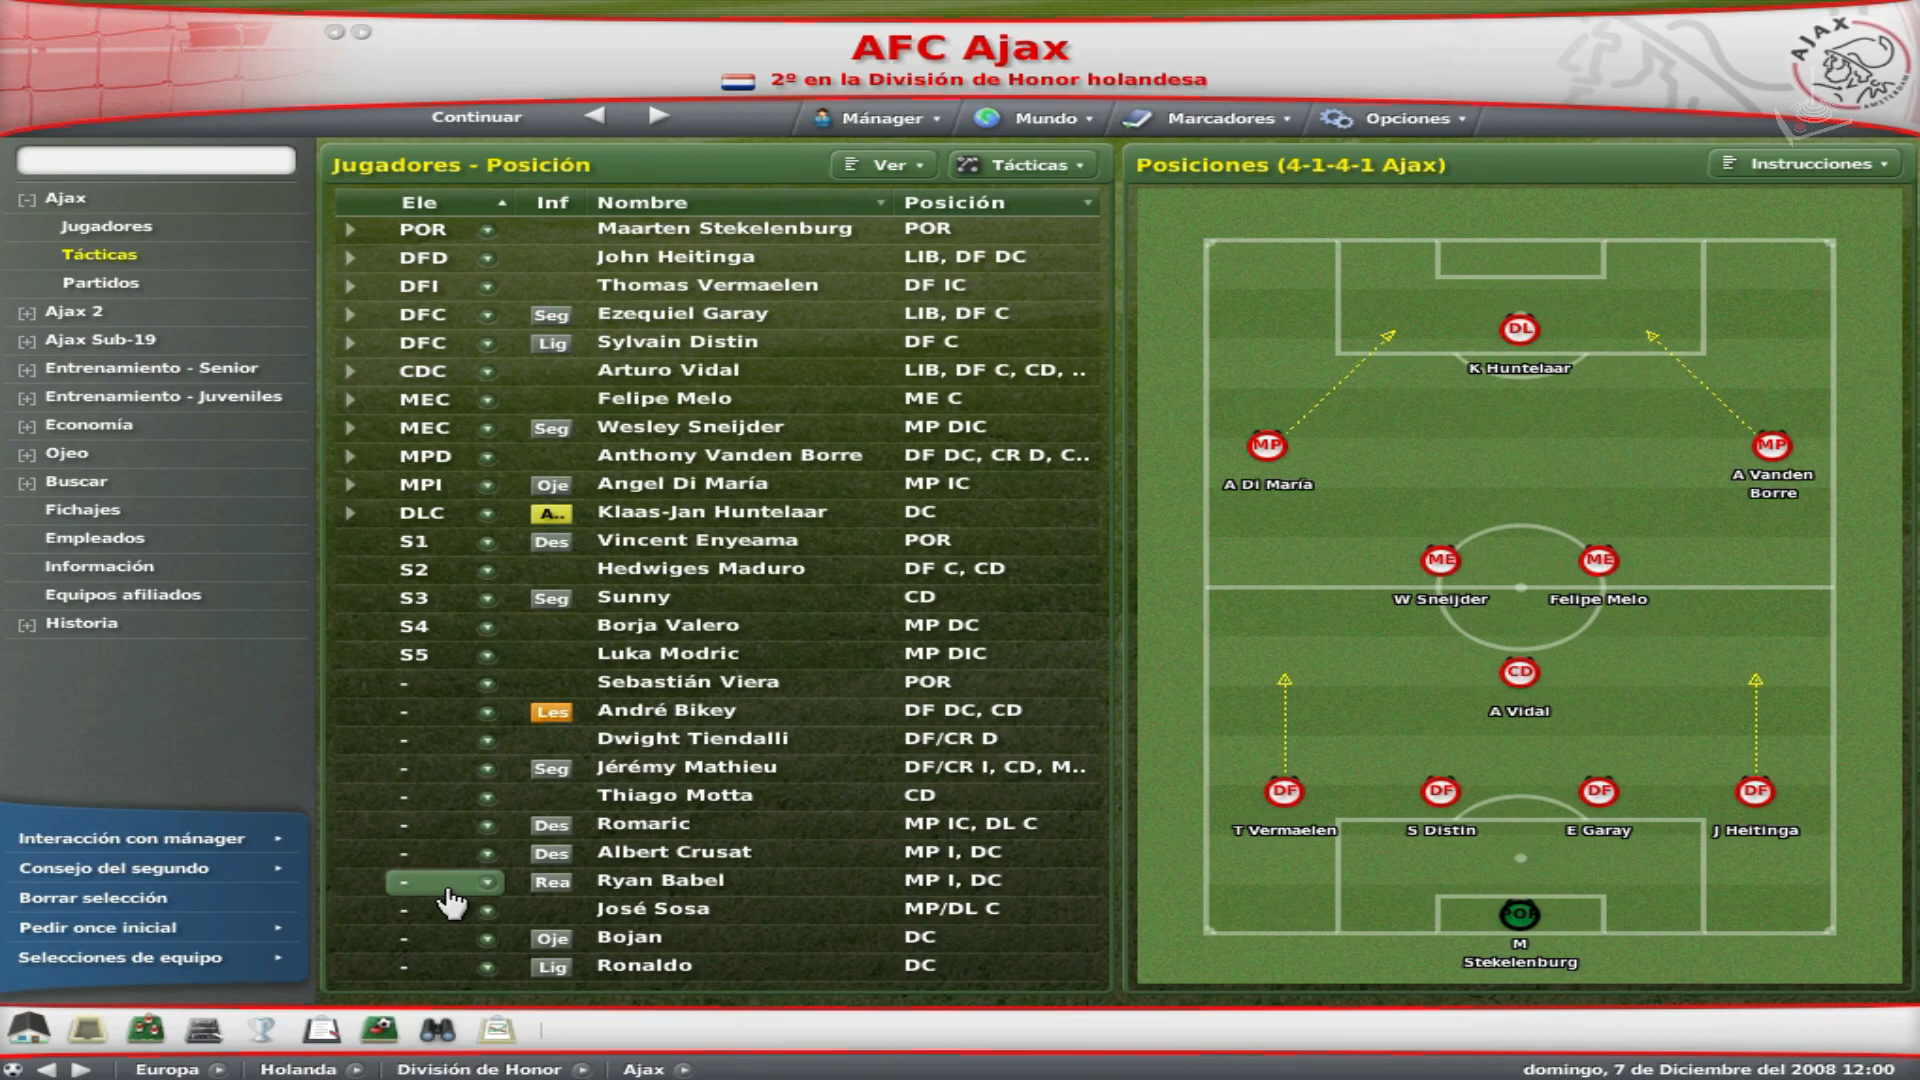 AFC Ajax
2º en la División de Honor holandesa
AJAX
AMSTERDAM
Continuar
Mánager
Mundo
Marcadores
Opciones
[-] Ajax
Jugadores
Tácticas
Partidos
[+] Ajax 2
[+] Ajax Sub-19
[+] Entrenamiento - Senior
[+] Entrenamiento - Juveniles
[+] Economía
[+] Ojeo
[+] Buscar
Fichajes
Empleados
Información
Equipos afiliados
[+] Historia
Interacción con mánager
Consejo del segundo
Borrar selección
Pedir once inicial
Selecciones de equipo
Jugadores - Posición
Ver
Tácticas
Ele Inf Nombre Posición
POR Maarten Stekelenburg POR
DFD John Heitinga LIB, DF DC
DFI Thomas Vermaelen DF IC
DFC Seg Ezequiel Garay LIB, DF C
DFC Lig Sylvain Distin DF C
CDC Arturo Vidal LIB, DF C, CD, ..
MEC Felipe Melo ME C
MEC Seg Wesley Sneijder MP DIC
MPD Anthony Vanden Borre DF DC, CR D, C..
MPI Oje Angel Di María MP IC
DLC A.. Klaas-Jan Huntelaar DC
S1 Des Vincent Enyeama POR
S2 Hedwiges Maduro DF C, CD
S3 Seg Sunny CD
S4 Borja Valero MP DC
S5 Luka Modric MP DIC
- Sebastián Viera POR
- Les André Bikey DF DC, CD
- Dwight Tiendalli DF/CR D
- Seg Jérémy Mathieu DF/CR I, CD, M..
- Thiago Motta CD
- Des Romaric MP IC, DL C
- Des Albert Crusat MP I, DC
- Rea Ryan Babel MP I, DC
- José Sosa MP/DL C
- Oje Bojan DC
- Lig Ronaldo DC
Posiciones (4-1-4-1 Ajax)
Instrucciones
DL
K Huntelaar
MP MP
A Di María
A Vanden
Borre
ME ME
W Sneijder Felipe Melo
CD
A Vidal
DF DF DF DF
T Vermaelen S Distin E Garay J Heitinga
POR
M
Stekelenburg
Europa Holanda División de Honor Ajax
domingo, 7 de Diciembre del 2008 12:00